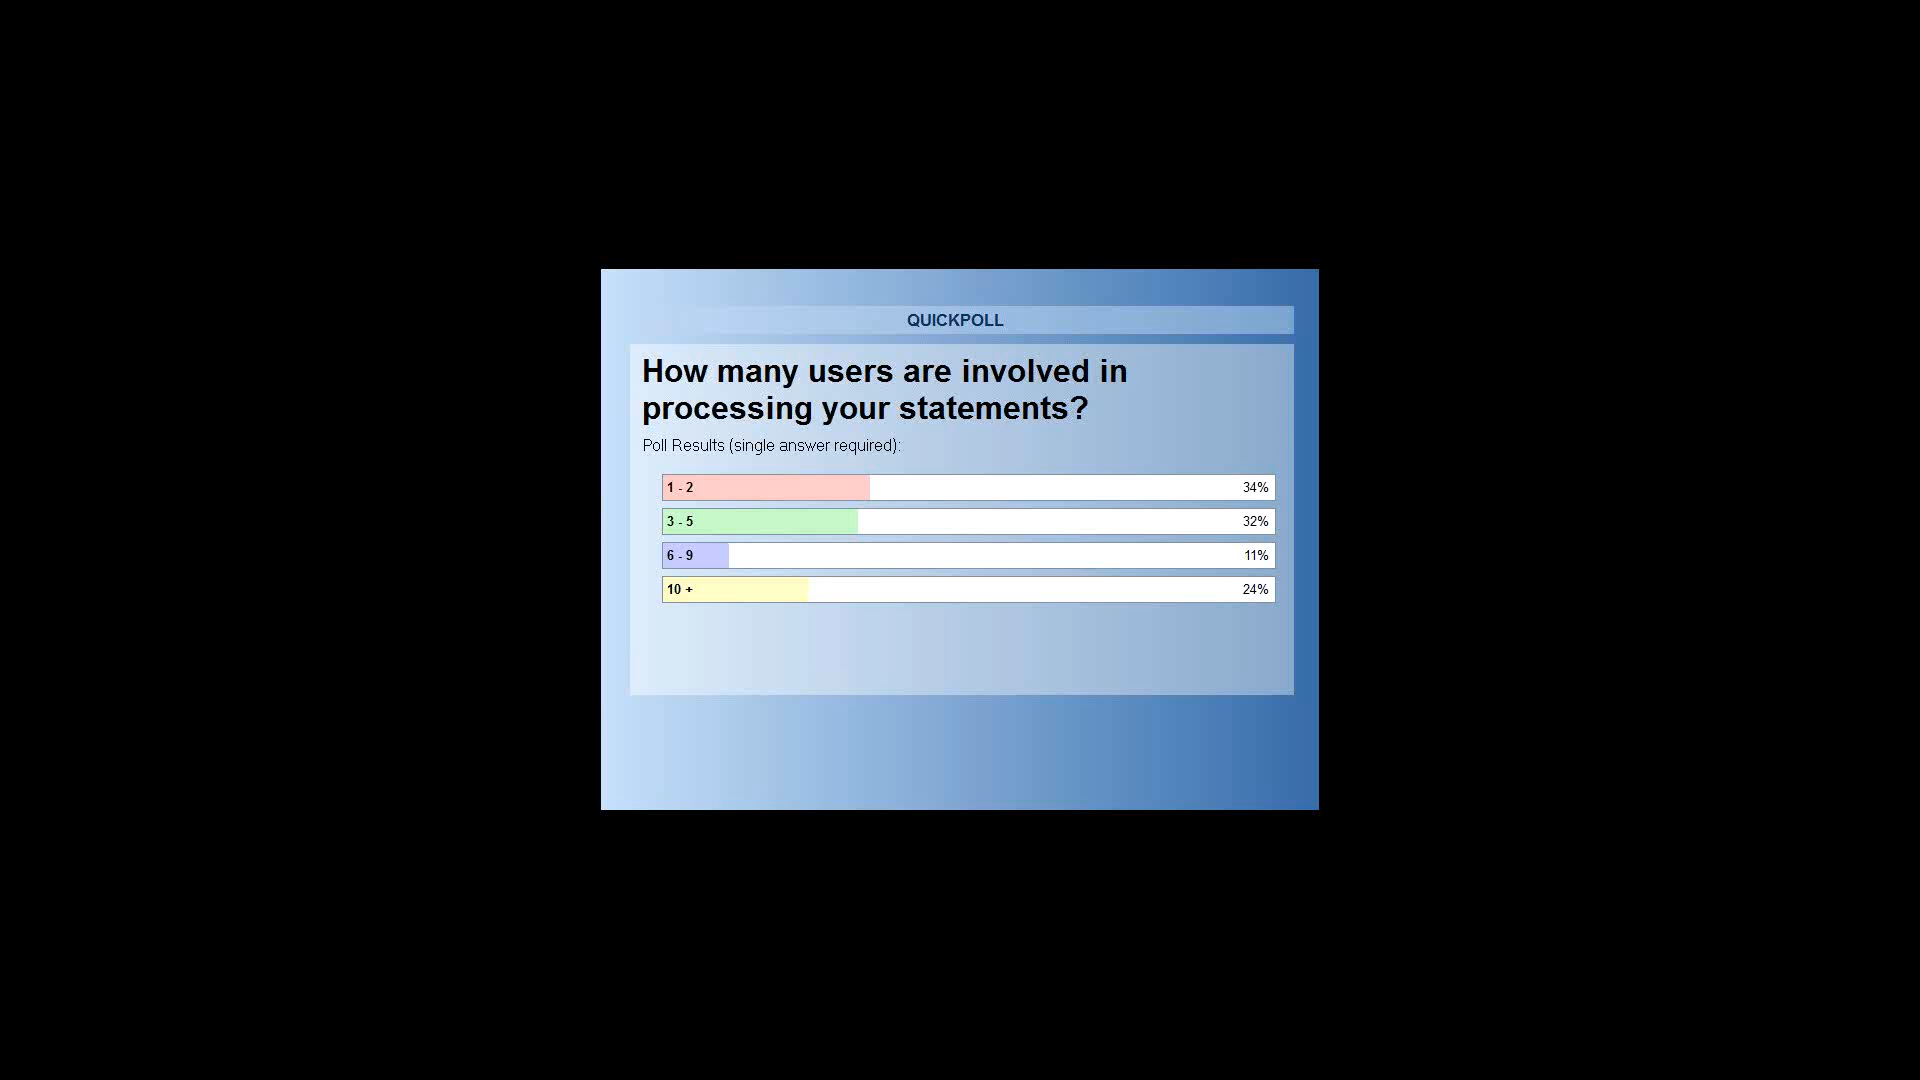 QUICKPOLL
How many users are involved in
processing your statements?
Poll Results (single answer required):
1 - 2 34%
3 - 5 32%
6 - 9 11%
10 + 24%